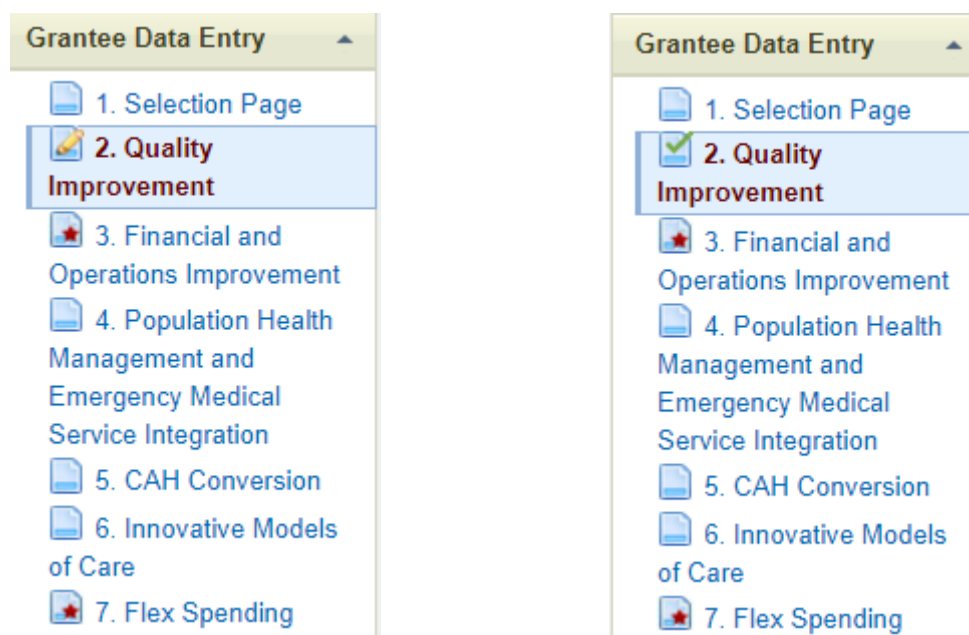 Grantee Data Entry
1. Selection Page
2. Quality
Improvement
3. Financial and
Operations Improvement
4. Population Health
Management and
Emergency Medical
Service Integration
5. CAH Conversion
6. Innovative Models
of Care
7. Flex Spending
Grantee Data Entry
1. Selection Page
2. Quality
Improvement
3. Financial and
Operations Improvement
4. Population Health
Management and
Emergency Medical
Service Integration
5. CAH Conversion
6. Innovative Models
of Care
7. Flex Spending